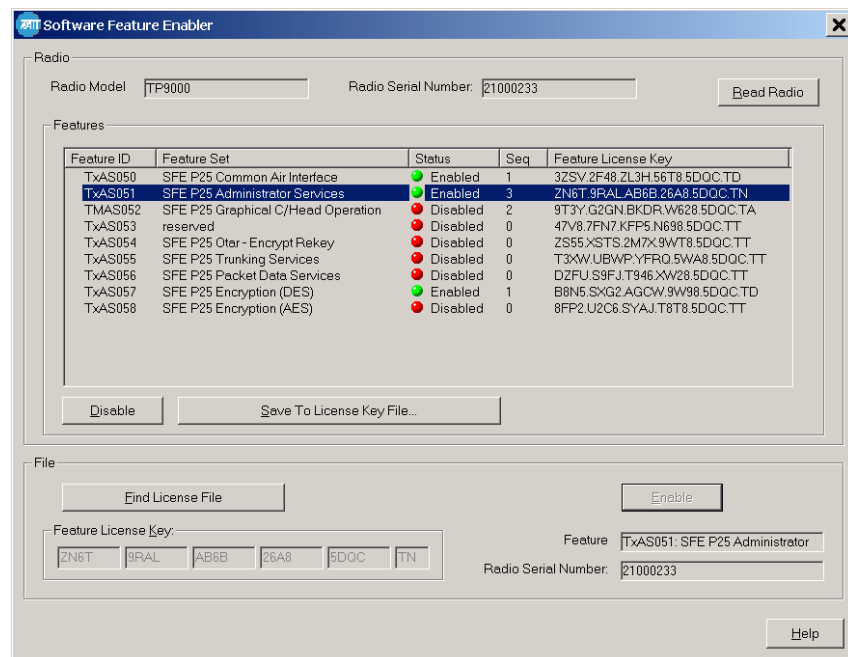 TAIT Software Feature Enabler
Radio
Radio Model TP9000 Radio Serial Number: 21000233 Read Radio
Features
Feature ID Feature Set Status Seq Feature License Key
TxAS050 SFE P25 Common Air Interface Enabled 1 3ZSV.2F48.ZL3H.56T8.5DQC.TD
TxAS051 SFE P25 Administrator Services Enabled 3 ZN6T.9RAL.AB6B.26A8.5DQC.TN
TMAS052 SFE P25 Graphical C/Head Operation Disabled 2 9T3Y.G2GN.BKDR.W628.5DQC.TA
TxAS053 reserved Disabled 0 47V8.7FN7.KFP5.N698.5DQC.TT
TxAS054 SFE P25 Otar - Encrypt Rekey Disabled 0 ZS55.XSTS.2M7X.9WT8.5DQC.TT
TxAS055 SFE P25 Trunking Services Disabled 0 T3XW.UBWP.YFRQ.5WA8.5DQC.TT
TxAS056 SFE P25 Packet Data Services Disabled 0 DZFU.S9FJ.T946.XW28.5DQC.TT
TxAS057 SFE P25 Encryption (DES) Enabled 1 B8N5.SXG2.AGCW.9W98.5DQC.TD
TxAS058 SFE P25 Encryption (AES) Disabled 0 8FP2.U2C6.SYAJ.T8T8.5DQC.TT
Disable Save To License Key File...
File
Find License File Enable
Feature License Key:
ZN6T 9RAL AB6B 26A8 5DQC TN
Feature TxAS051: SFE P25 Administrator
Radio Serial Number: 21000233
Help